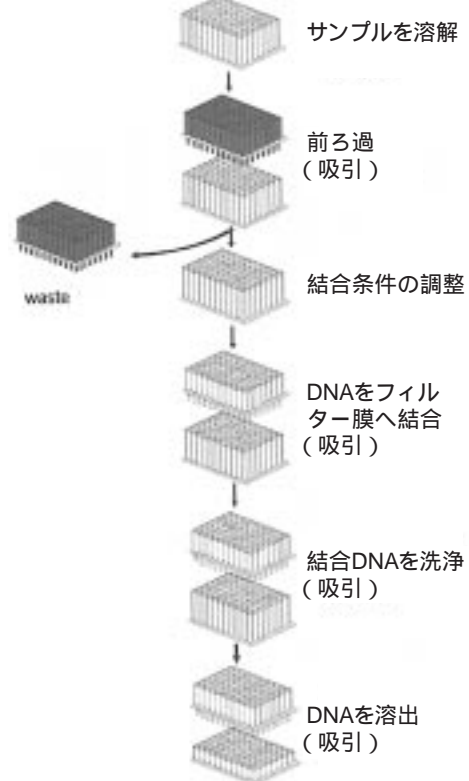 サンプルを溶解
前ろ過
( 吸引 )
waste
結合条件の調整
DNAをフィル
ター膜へ結合
( 吸引 )
結合DNAを洗浄
( 吸引 )
DNAを溶出
( 吸引 )